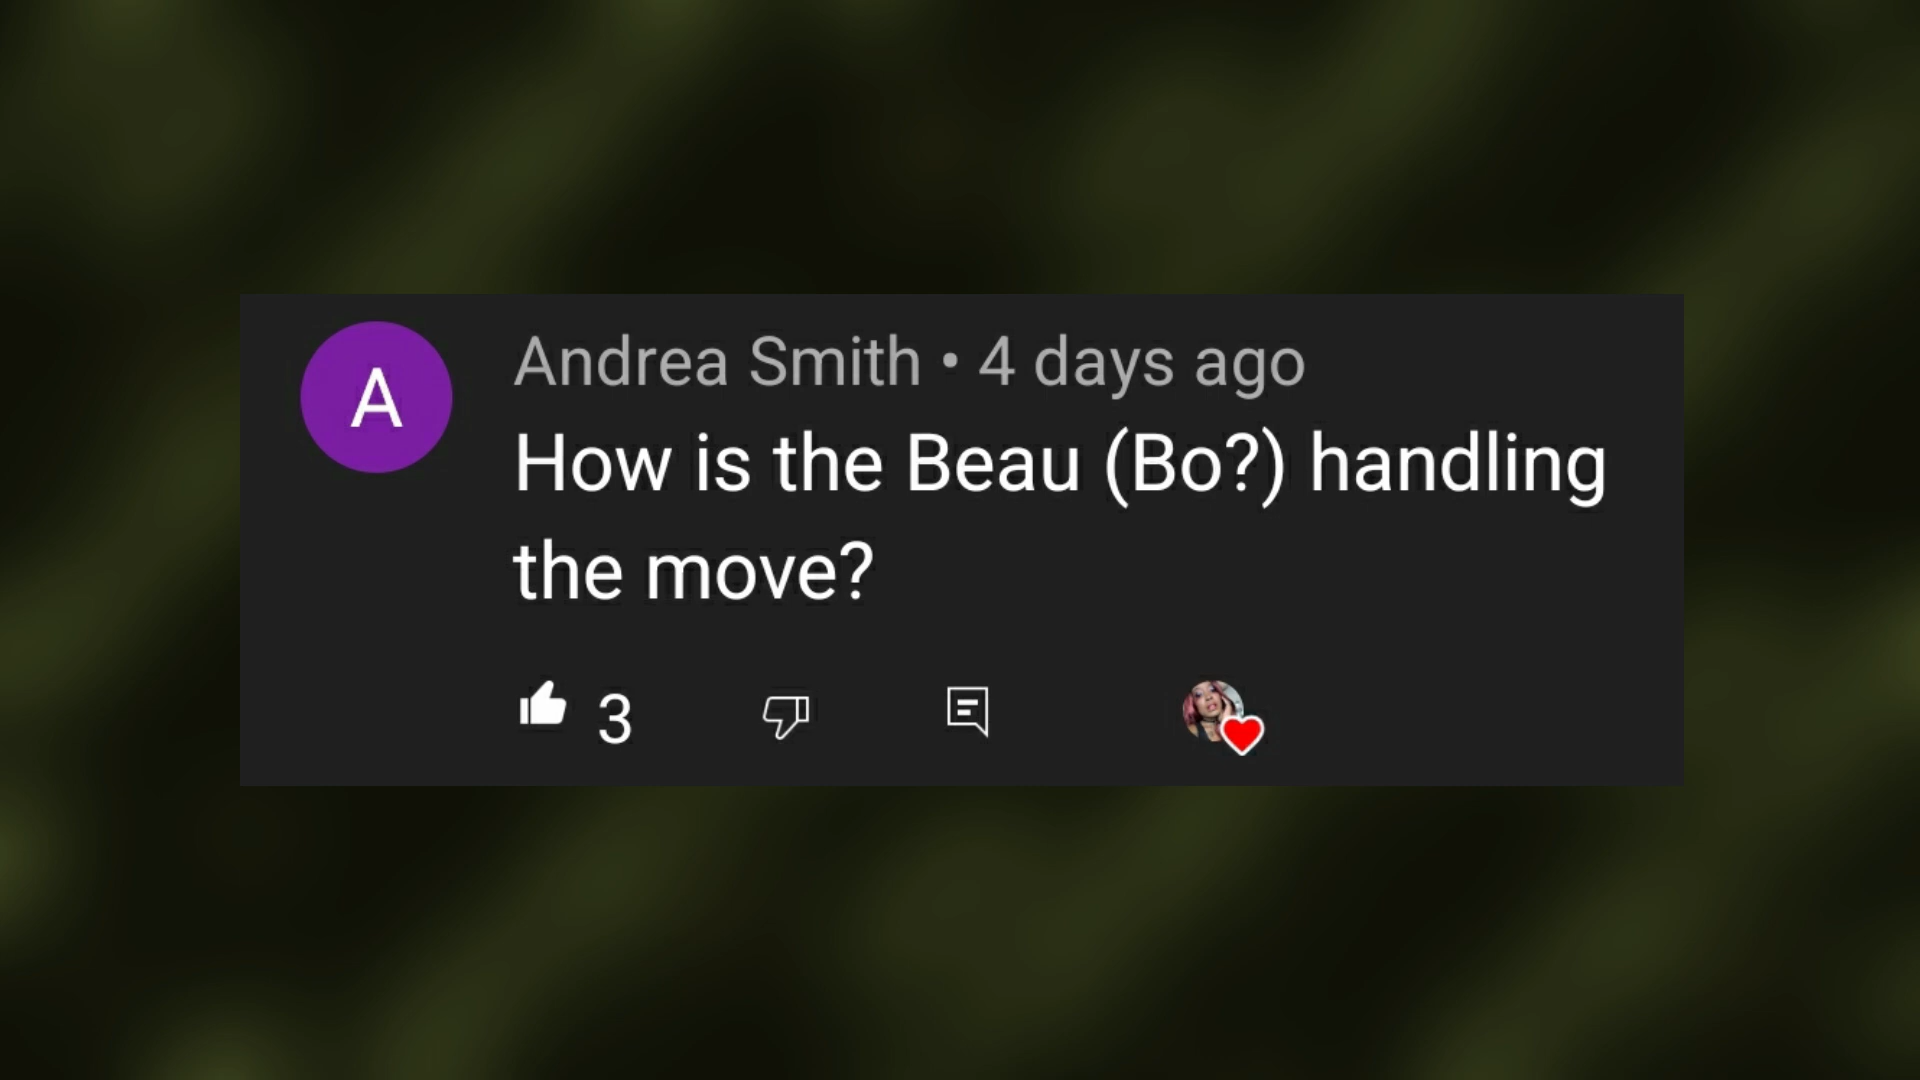 A
Andrea Smith • 4 days ago
How is the Beau (Bo?) handling
the move?
3